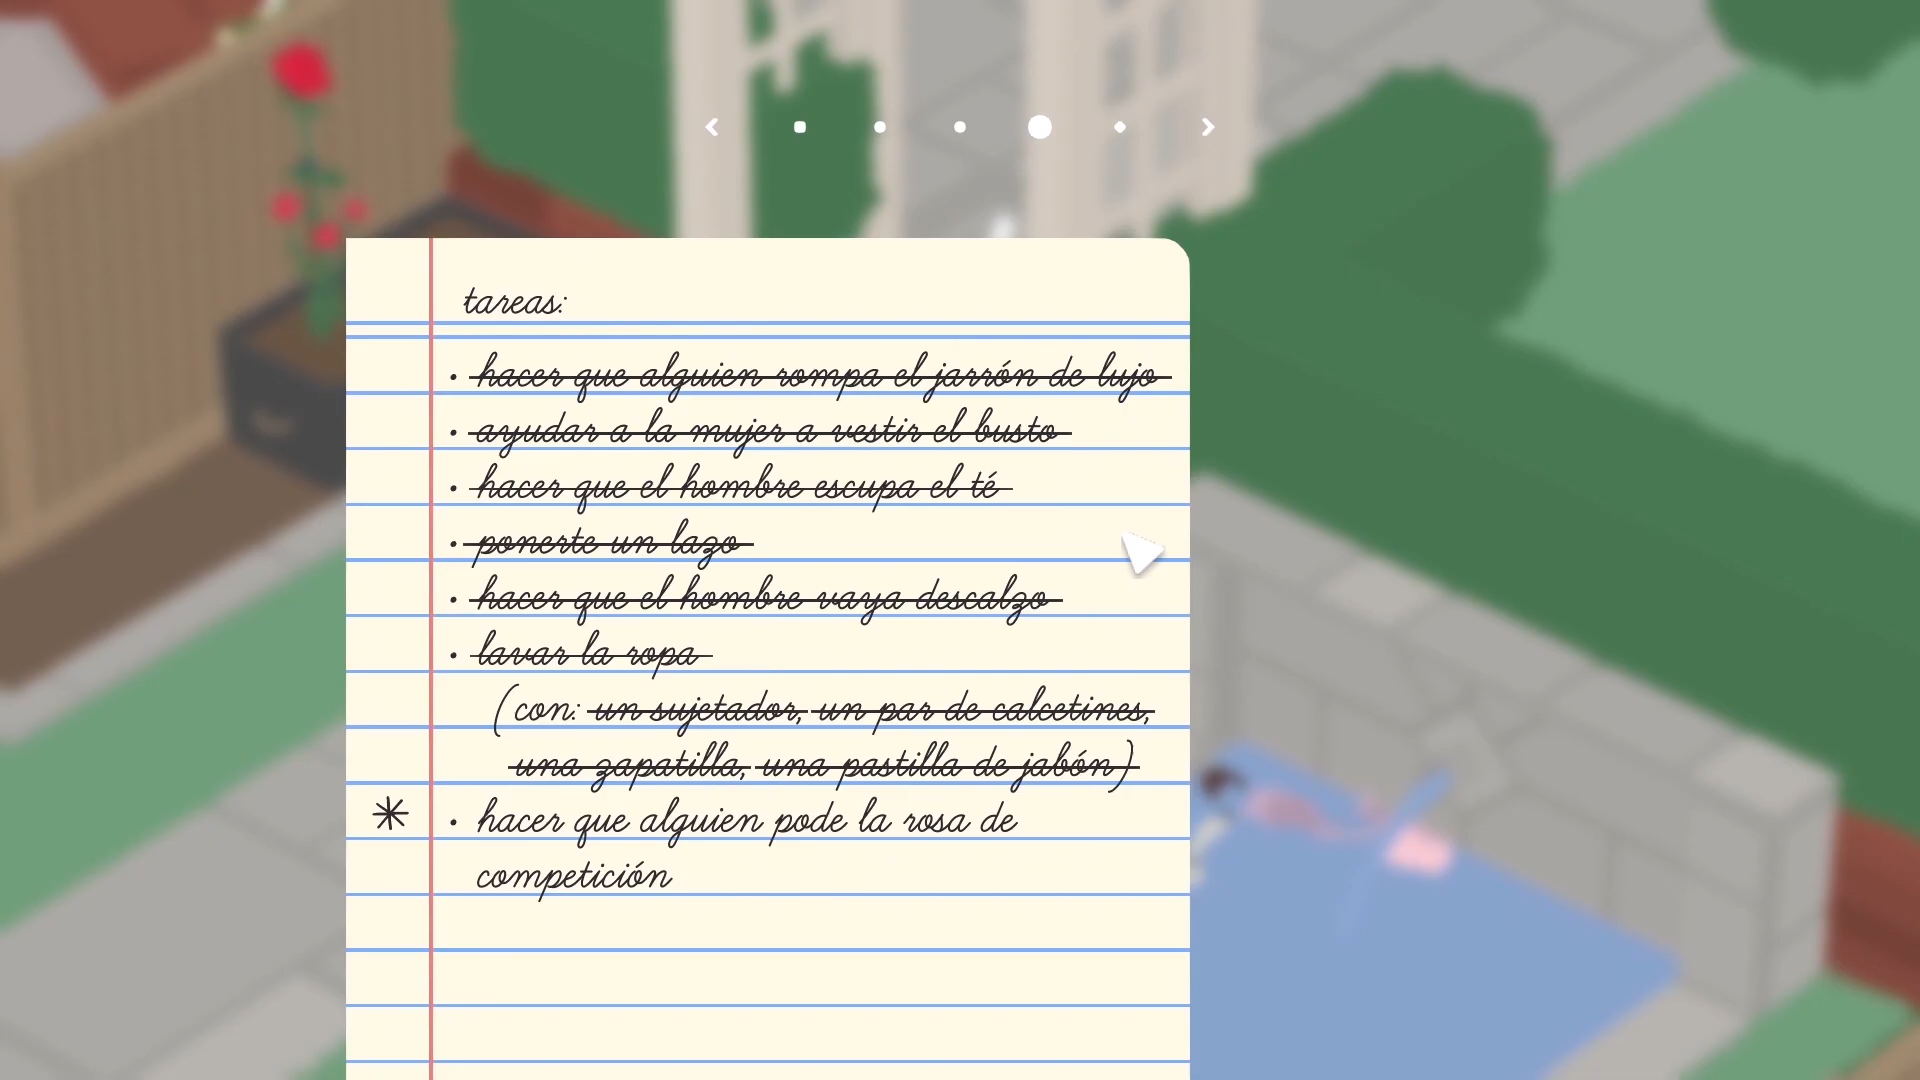 tareas:
• hacer que alguien rompa el jarrón de lujo
• ayudar a la mujer a vestir el busto
• hacer que el hombre escupa el té
• ponerte un lazo
• hacer que el hombre vaya descalzo
• lavar la ropa
(con: un sujetador, un par de calcetines,
una zapatilla, una pastilla de jabón)
• hacer que alguien pode la rosa de
competición